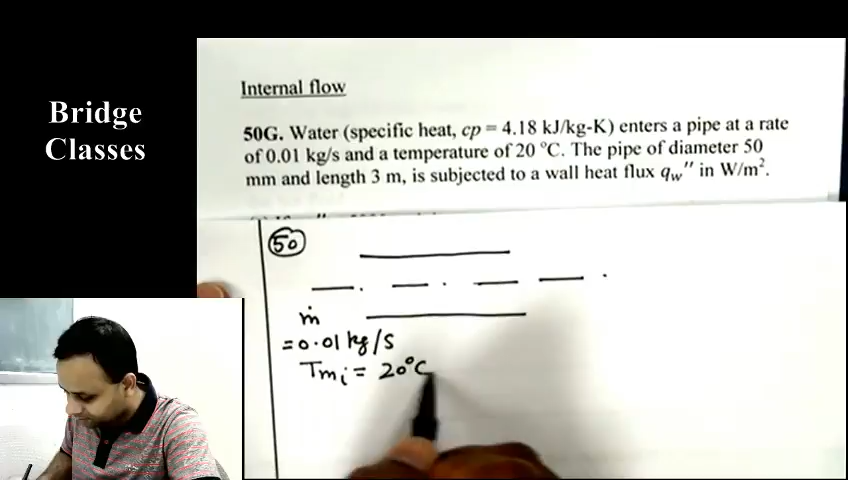 Bridge
Classes
Internal flow
50G. Water (specific heat, cp = 4.18 kJ/kg-K) enters a pipe at a rate
of 0.01 kg/s and a temperature of 20 °C. The pipe of diameter 50
mm and length 3 m, is subjected to a wall heat flux qw″ in W/m².
50
ṁ
=0.01 kg/s
Tmi = 20°C